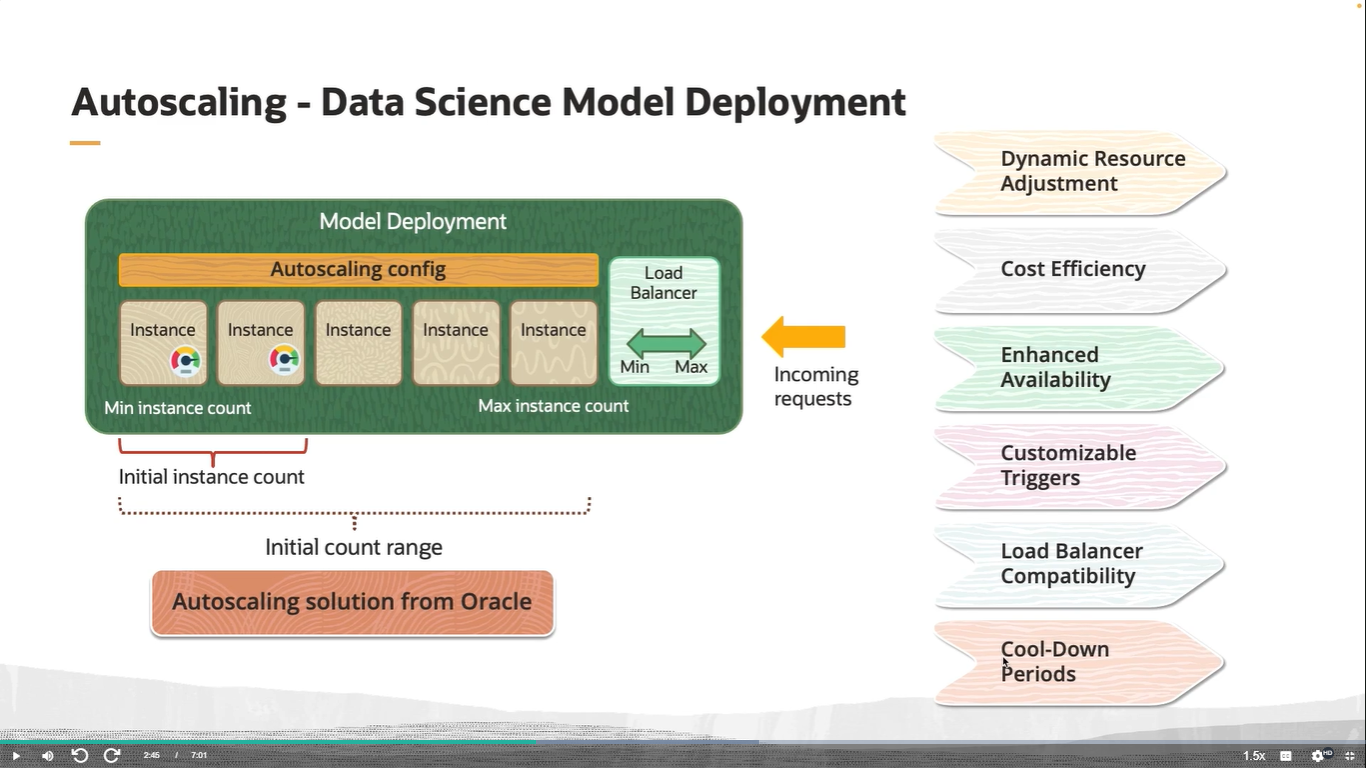 Autoscaling - Data Science Model Deployment
Model Deployment
Autoscaling config
Instance
Instance
Instance
Instance
Instance
Load
Balancer
Min
Max
Min instance count
Max instance count
Incoming
requests
Initial instance count
Initial count range
Autoscaling solution from Oracle
Dynamic Resource
Adjustment
Cost Efficiency
Enhanced
Availability
Customizable
Triggers
Load Balancer
Compatibility
Cool-Down
Periods
2:45 / 7:01
1.5x
CC
HD